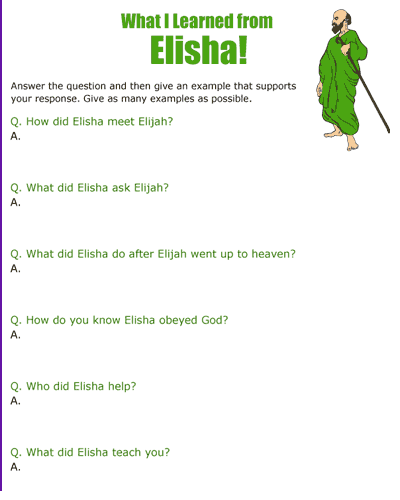 What I Learned from
Elisha!
Answer the question and then give an example that supports
your response. Give as many examples as possible.
Q. How did Elisha meet Elijah?
A.
Q. What did Elisha ask Elijah?
A.
Q. What did Elisha do after Elijah went up to heaven?
A.
Q. How do you know Elisha obeyed God?
A.
Q. Who did Elisha help?
A.
Q. What did Elisha teach you?
A.